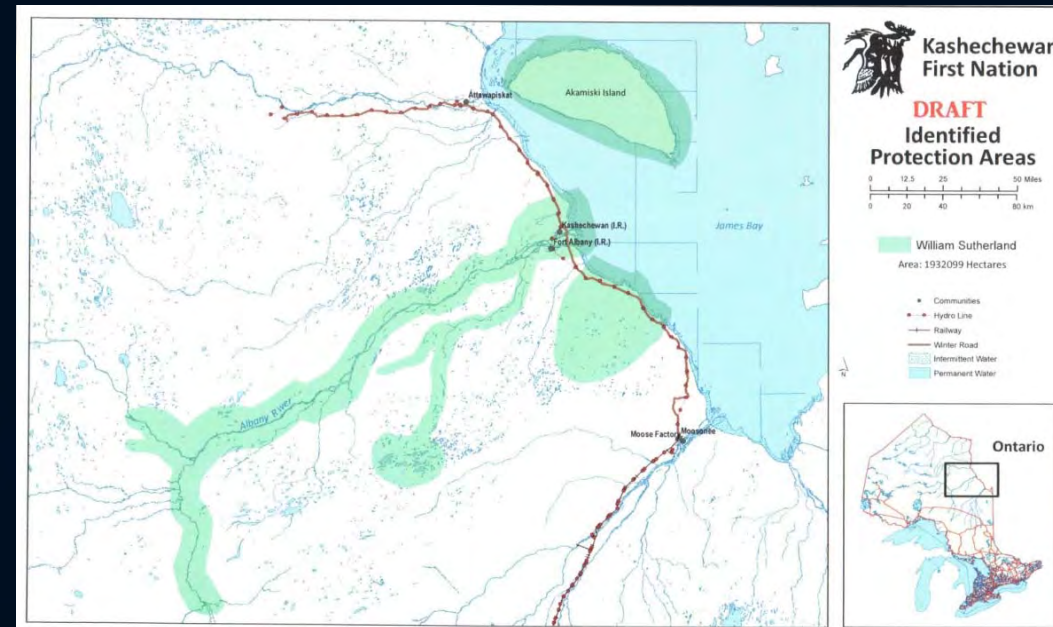 Kashechewan
First Nation
DRAFT
Identified
Protection Areas
0 12.5 25 50 Miles
0 20 40 80 km
William Sutherland
Area: 1932099 Hectares
Communities
Hydro Line
Railway
Winter Road
Intermittent Water
Permanent Water
Ontario
Attawapiskat
Akamiski Island
Kashechewan (I.R.)
Fort Albany (I.R.)
James Bay
Albany River
Moose Factory
Moosonee